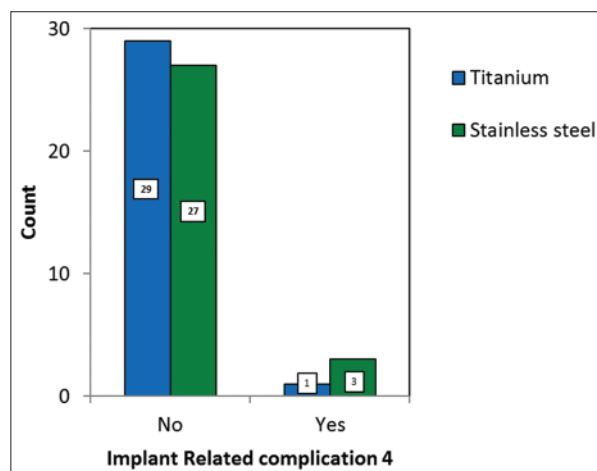 30
20
10
0
Count
29
27
1
3
No
Yes
Implant Related complication 4
Titanium
Stainless steel